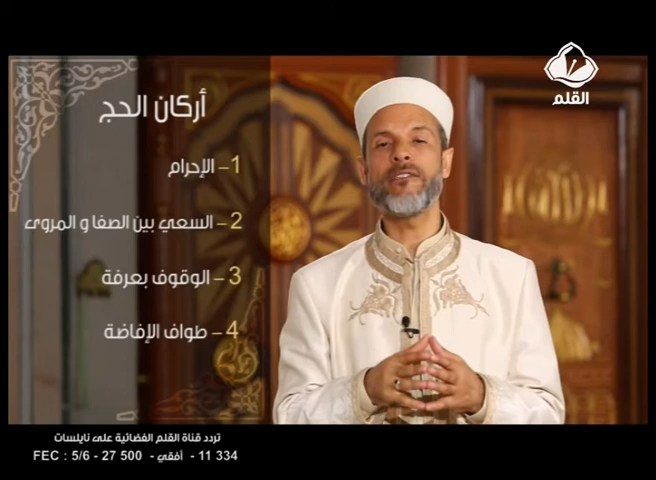 القلم
أركان الحج
1- الإحرام
2- السعي بين الصفا و المروى
3- الوقوف بعرفة
4- طواف الإفاضة
تردد قناة القلم الفضائية على نايلسات
FEC : 5/6 - 27 500 - أفقي - 11 334